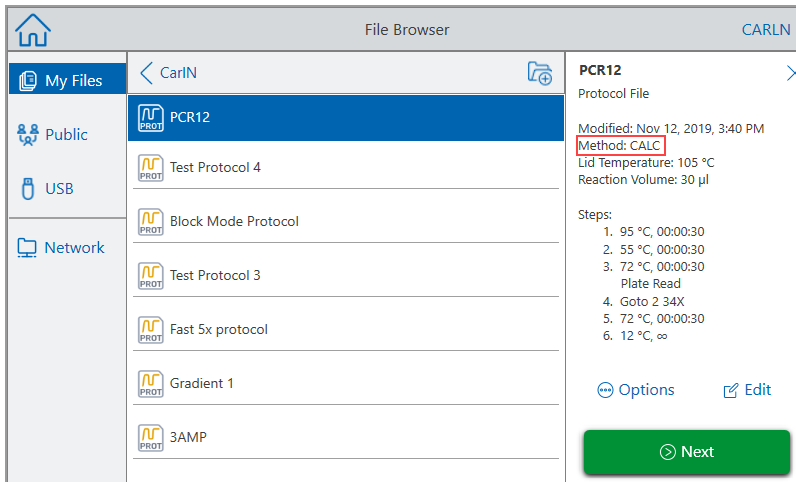 File Browser
CARLN
My Files
Public
USB
Network
CarIN
PROT
PCR12
PROT
Test Protocol 4
PROT
Block Mode Protocol
PROT
Test Protocol 3
PROT
Fast 5x protocol
PROT
Gradient 1
PROT
3AMP
PCR12
Protocol File
Modified: Nov 12, 2019, 3:40 PM
Method: CALC
Lid Temperature: 105 °C
Reaction Volume: 30 µl
Steps:
1. 95 °C, 00:00:30
2. 55 °C, 00:00:30
3. 72 °C, 00:00:30
Plate Read
4. Goto 2 34X
5. 72 °C, 00:00:30
6. 12 °C, ∞
Options
Edit
Next